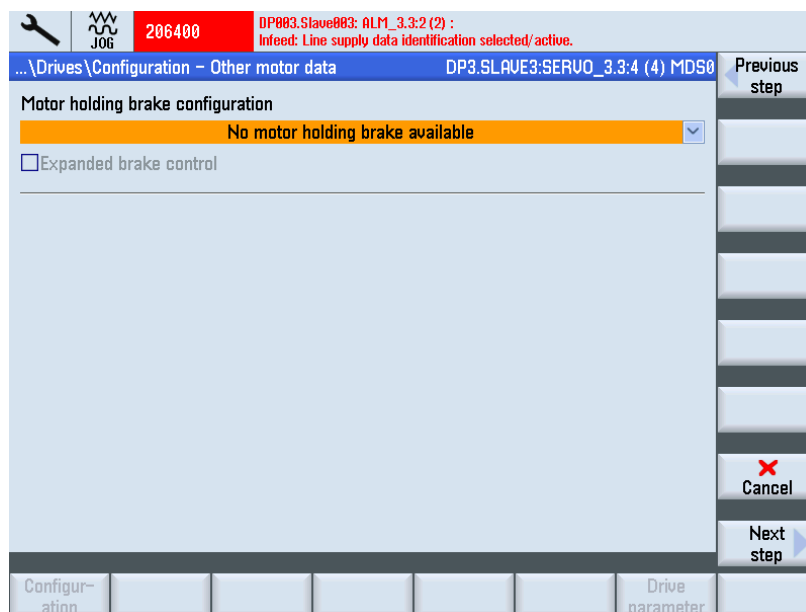 JOG
206400
DP003.Slave003: ALM_3.3:2 (2) :
Infeed: Line supply data identification selected/active.
...\Drives\Configuration – Other motor data
DP3.SLAVE3:SERVO_3.3:4 (4) MDS0
Previous
step
Motor holding brake configuration
No motor holding brake available
Expanded brake control
Cancel
Next
step
Configur–
ation
Drive
parameter